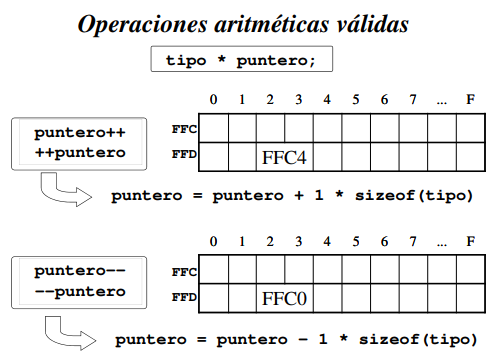 Operaciones aritméticas válidas
tipo * puntero;
0 1 2 3 4 5 6 7 ... F
puntero++
++puntero
FFC
FFD FFC4
puntero = puntero + 1 * sizeof(tipo)
0 1 2 3 4 5 6 7 ... F
puntero--
--puntero
FFC
FFD FFC0
puntero = puntero - 1 * sizeof(tipo)